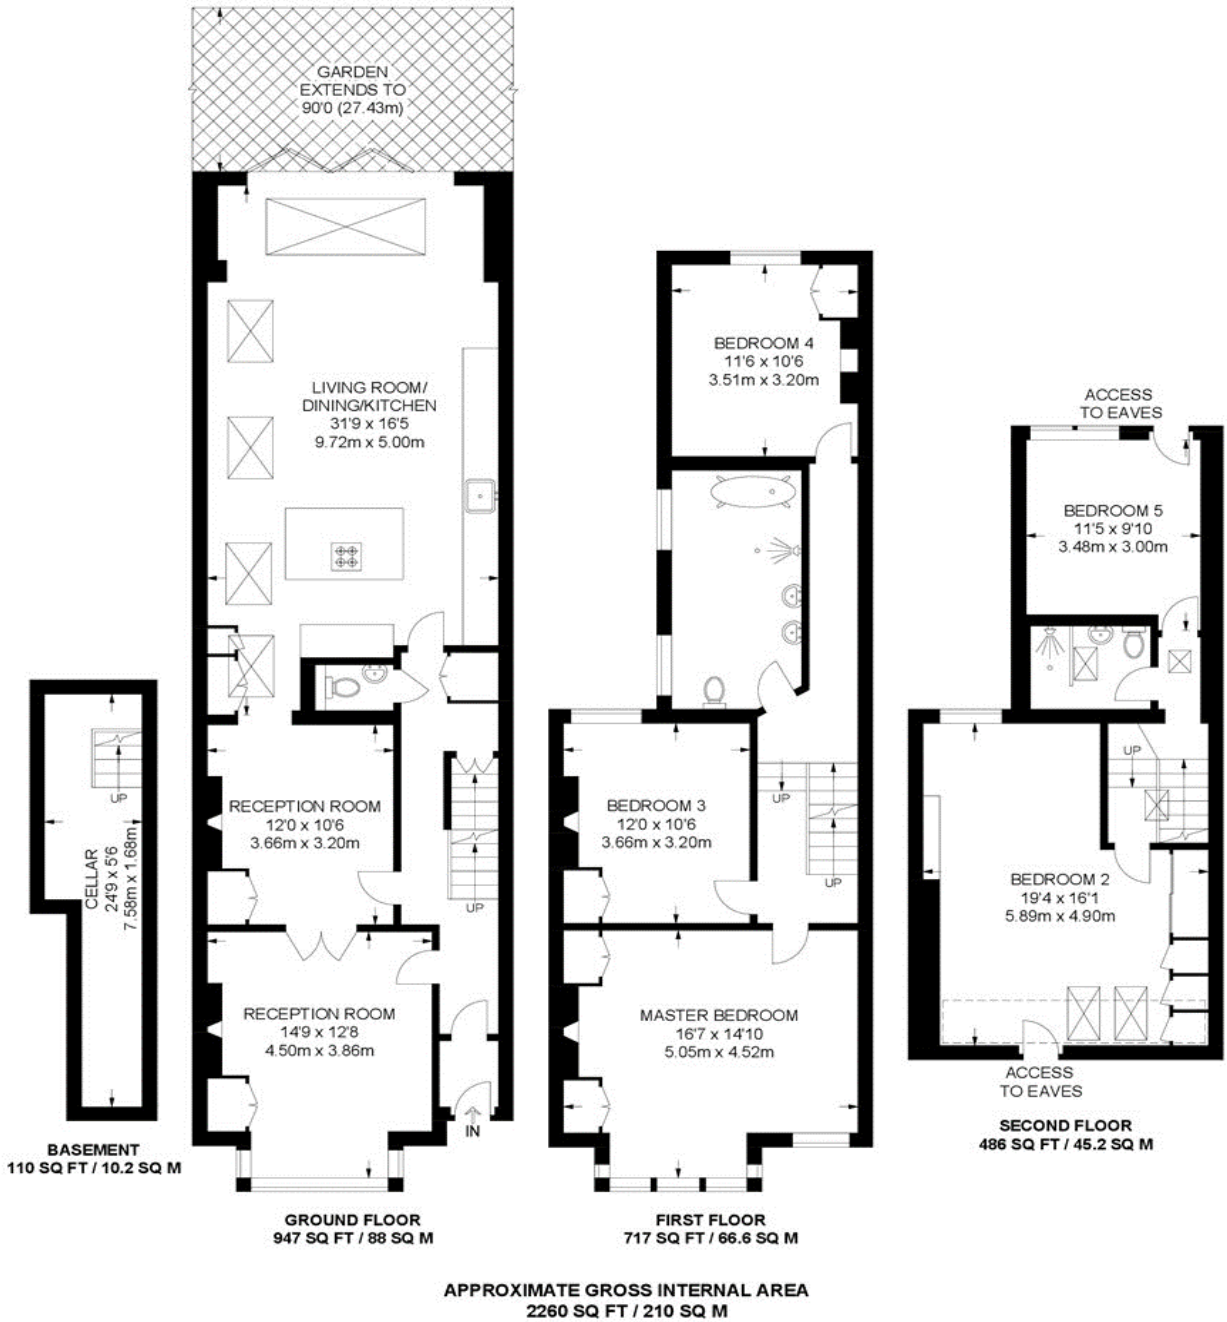 GARDEN
EXTENDS TO
90'0 (27.43m)
LIVING ROOM/
DINING/KITCHEN
31'9 x 16'5
9.72m x 5.00m
RECEPTION ROOM
12'0 x 10'6
3.66m x 3.20m
UP
RECEPTION ROOM
14'9 x 12'8
4.50m x 3.86m
IN
UP
CELLAR
24'9 x 5'6
7.58m x 1.68m
BASEMENT
110 SQ FT / 10.2 SQ M
GROUND FLOOR
947 SQ FT / 88 SQ M
BEDROOM 4
11'6 x 10'6
3.51m x 3.20m
BEDROOM 3
12'0 x 10'6
3.66m x 3.20m
UP
UP
MASTER BEDROOM
16'7 x 14'10
5.05m x 4.52m
FIRST FLOOR
717 SQ FT / 66.6 SQ M
ACCESS
TO EAVES
BEDROOM 5
11'5 x 9'10
3.48m x 3.00m
UP
BEDROOM 2
19'4 x 16'1
5.89m x 4.90m
ACCESS
TO EAVES
SECOND FLOOR
486 SQ FT / 45.2 SQ M
APPROXIMATE GROSS INTERNAL AREA
2260 SQ FT / 210 SQ M